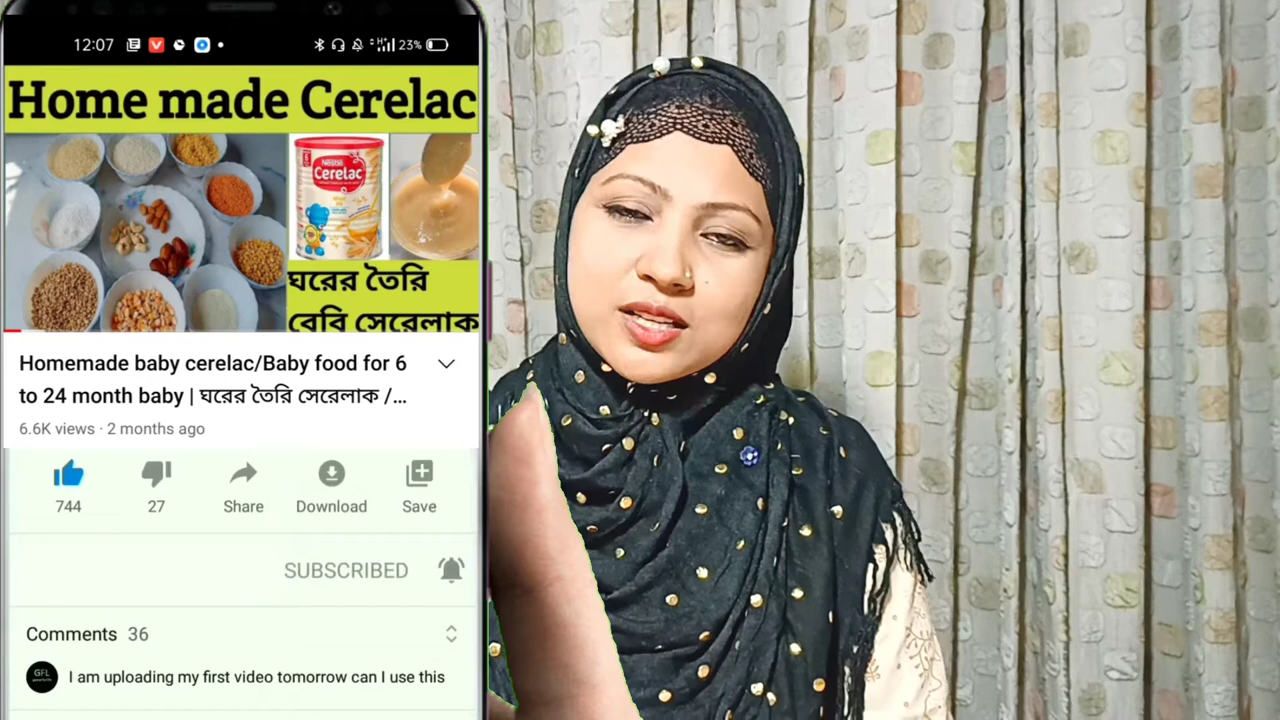 12:07
23%
Home made Cerelac
Nestlé
Cerelac
ঘরের তৈরি
বেবি সেরেলাক
Homemade baby cerelac/Baby food for 6
to 24 month baby | ঘরের তৈরি সেরেলাক /...
6.6K views · 2 months ago
744
27
Share
Download
Save
SUBSCRIBED
Comments 36
GFL
I am uploading my first video tomorrow can I use this